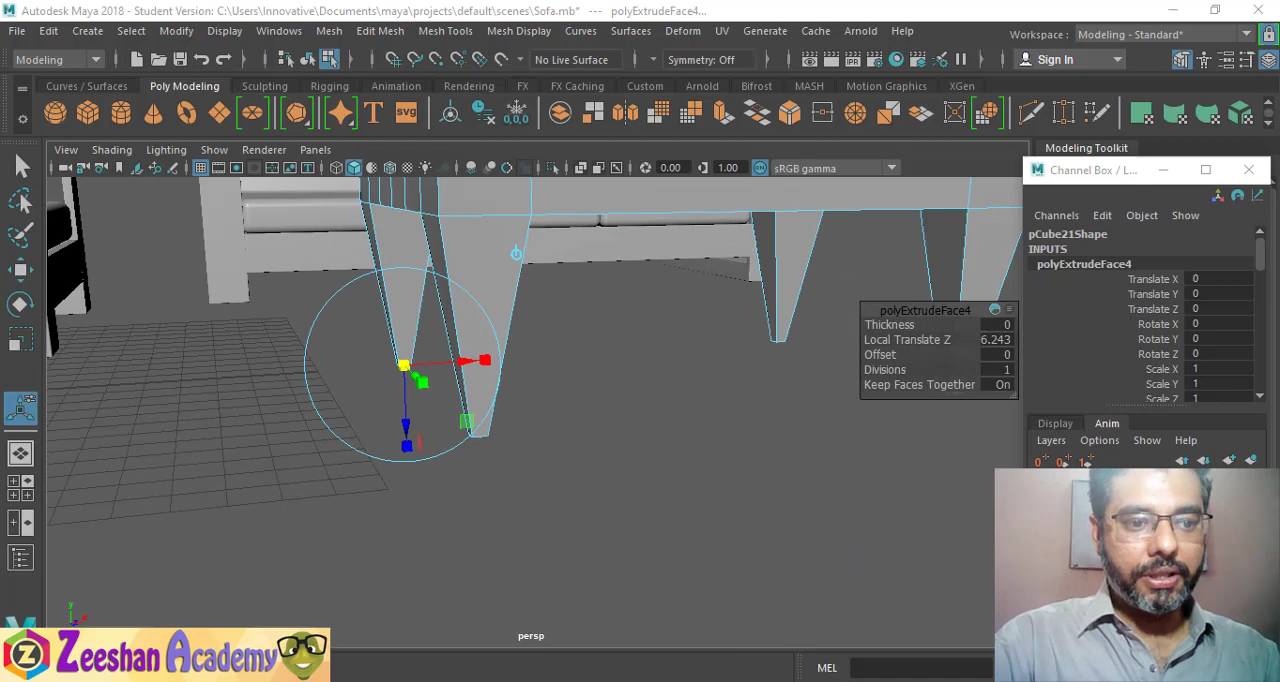 Autodesk Maya 2018 - Student Version: C:\Users\Innovative\Documents\maya\projects\default\scenes\Sofa.mb* --- polyExtrudeFace4...
File Edit Create Select Modify Display Windows Mesh Edit Mesh Mesh Tools Mesh Display Curves Surfaces Deform UV Generate Cache Arnold Help
Workspace : Modeling - Standard*
Modeling
No Live Surface
Symmetry: Off
Sign In
Curves / Surfaces Poly Modeling Sculpting Rigging Animation Rendering FX FX Caching Custom Arnold Bifrost MASH Motion Graphics XGen
T
svg
0,0,0
View Shading Lighting Show Renderer Panels
Modeling Toolkit
0.00
1.00
sRGB gamma
Channel Box / L...
Channels Edit Object Show
pCube21Shape
INPUTS
polyExtrudeFace4
Translate X 0
Translate Y 0
Translate Z 0
Rotate X 0
Rotate Y 0
Rotate Z 0
Scale X 1
Scale Y 1
Scale Z 1
polyExtrudeFace4
Thickness 0
Local Translate Z 6.243
Offset 0
Divisions 1
Keep Faces Together On
Display Anim
Layers Options Show Help
persp
y
Z Zeeshan Academy
MEL